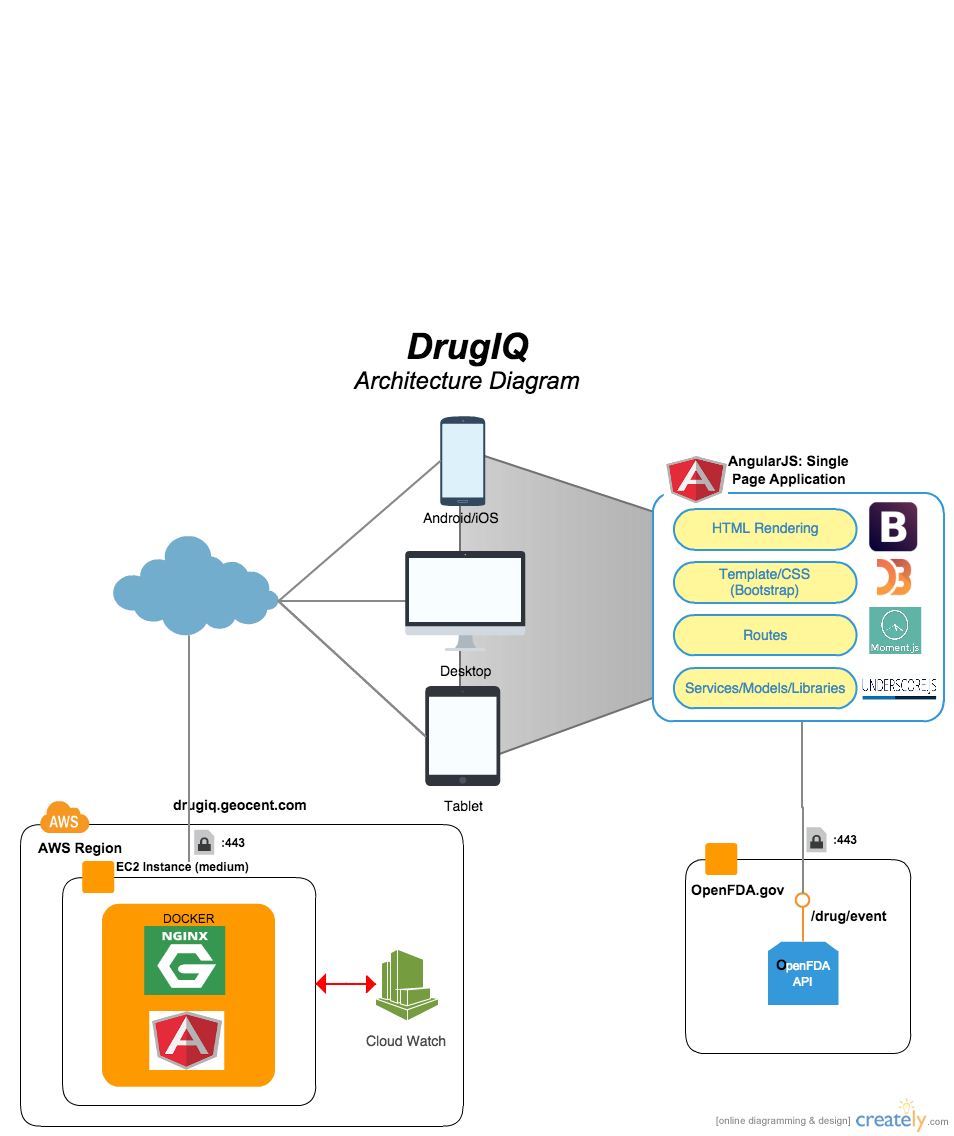 DrugIQ
Architecture Diagram
Android/iOS
Desktop
Tablet
AngularJS: Single
Page Application
HTML Rendering
B
Template/CSS
(Bootstrap)
D3
Routes
Moment.js
Services/Models/Libraries
UNDERSCORE.JS
drugiq.geocent.com
AWS
AWS Region
:443
EC2 Instance (medium)
DOCKER
NGINX
G
A
Cloud Watch
A
:443
OpenFDA.gov
/drug/event
OpenFDA
API
[online diagramming & design] creately.com